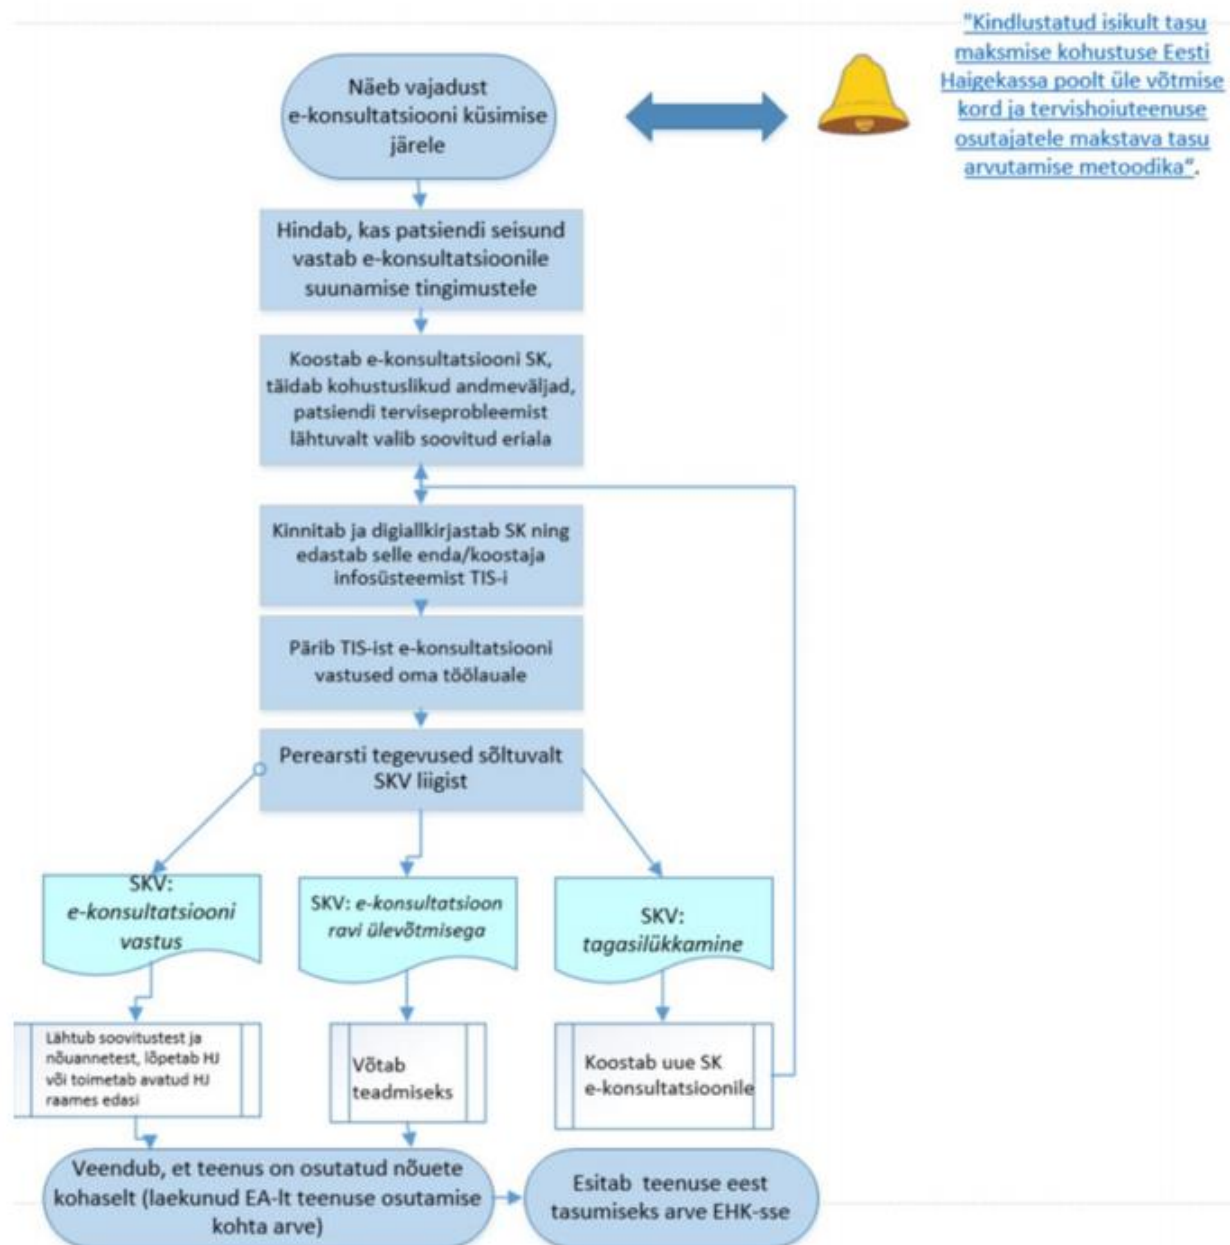 "Kindlustatud isikult tasu
maksmise kohustuse Eesti
Haigekassa poolt üle võtmise
kord ja tervishoiuteenuse
osutajatele makstava tasu
arvutamise metoodika".
Näeb vajadust
e-konsultatsiooni küsimise
järele
Hindab, kas patsiendi seisund
vastab e-konsultatsioonile
suunamise tingimustele
Koostab e-konsultatsiooni SK,
täidab kohustuslikud andmeväljad,
patsiendi terviseprobleemist
lähtuvalt valib soovitud eriala
Kinnitab ja digiallkirjastab SK ning
edastab selle enda/koostaja
infosüsteemist TIS-i
Pärib TIS-ist e-konsultatsiooni
vastused oma töölauale
Perearsti tegevused sõltuvalt
SKV liigist
SKV:
e-konsultatsiooni
vastus
SKV: e-konsultatsioon
ravi ülevõtmisega
SKV:
tagasilükkamine
Lähtub soovitustest ja
nõuannetest, lõpetab HJ
või toimetab avatud HJ
raames edasi
Võtab
teadmiseks
Koostab uue SK
e-konsultatsioonile
Veendub, et teenus on osutatud nõuete
kohaselt (laekunud EA-lt teenuse osutamise
kohta arve)
Esitab teenuse eest
tasumiseks arve EHK-sse